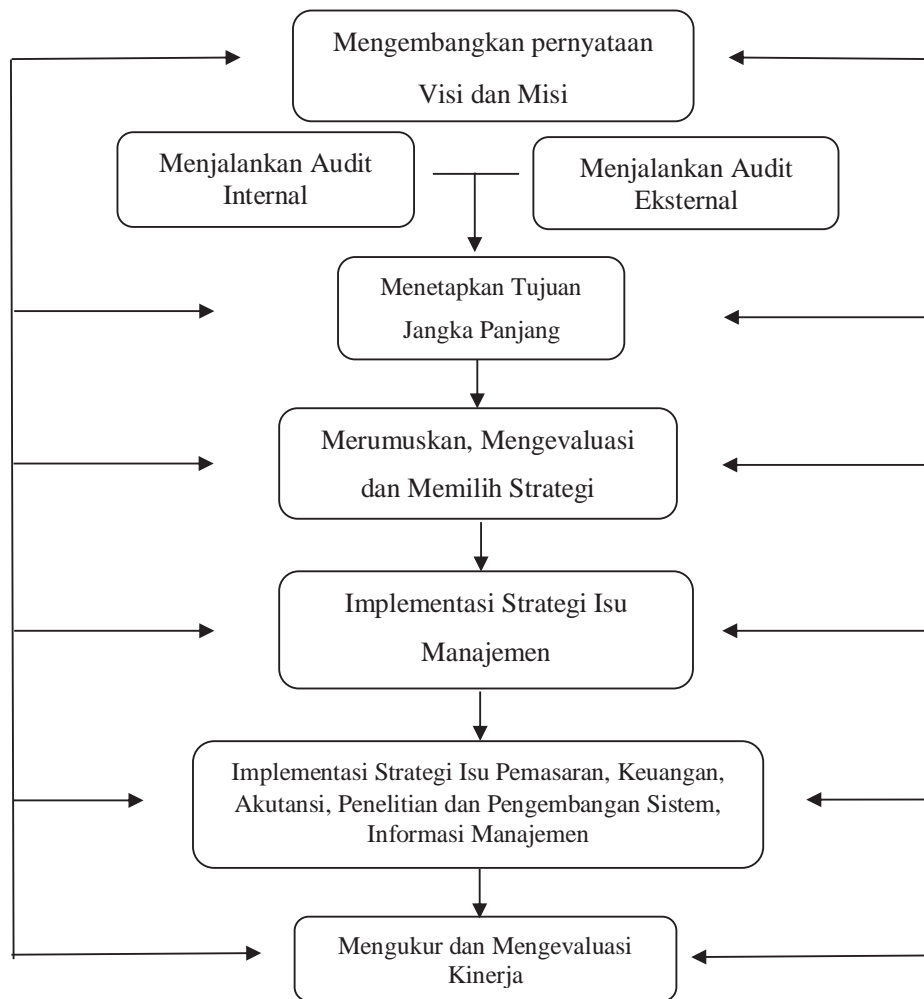 Mengembangkan pernyataan
Visi dan Misi
Menjalankan Audit
Internal
Menjalankan Audit
Eksternal
Menetapkan Tujuan
Jangka Panjang
Merumuskan, Mengevaluasi
dan Memilih Strategi
Implementasi Strategi Isu
Manajemen
Implementasi Strategi Isu Pemasaran, Keuangan,
Akutansi, Penelitian dan Pengembangan Sistem,
Informasi Manajemen
Mengukur dan Mengevaluasi
Kinerja